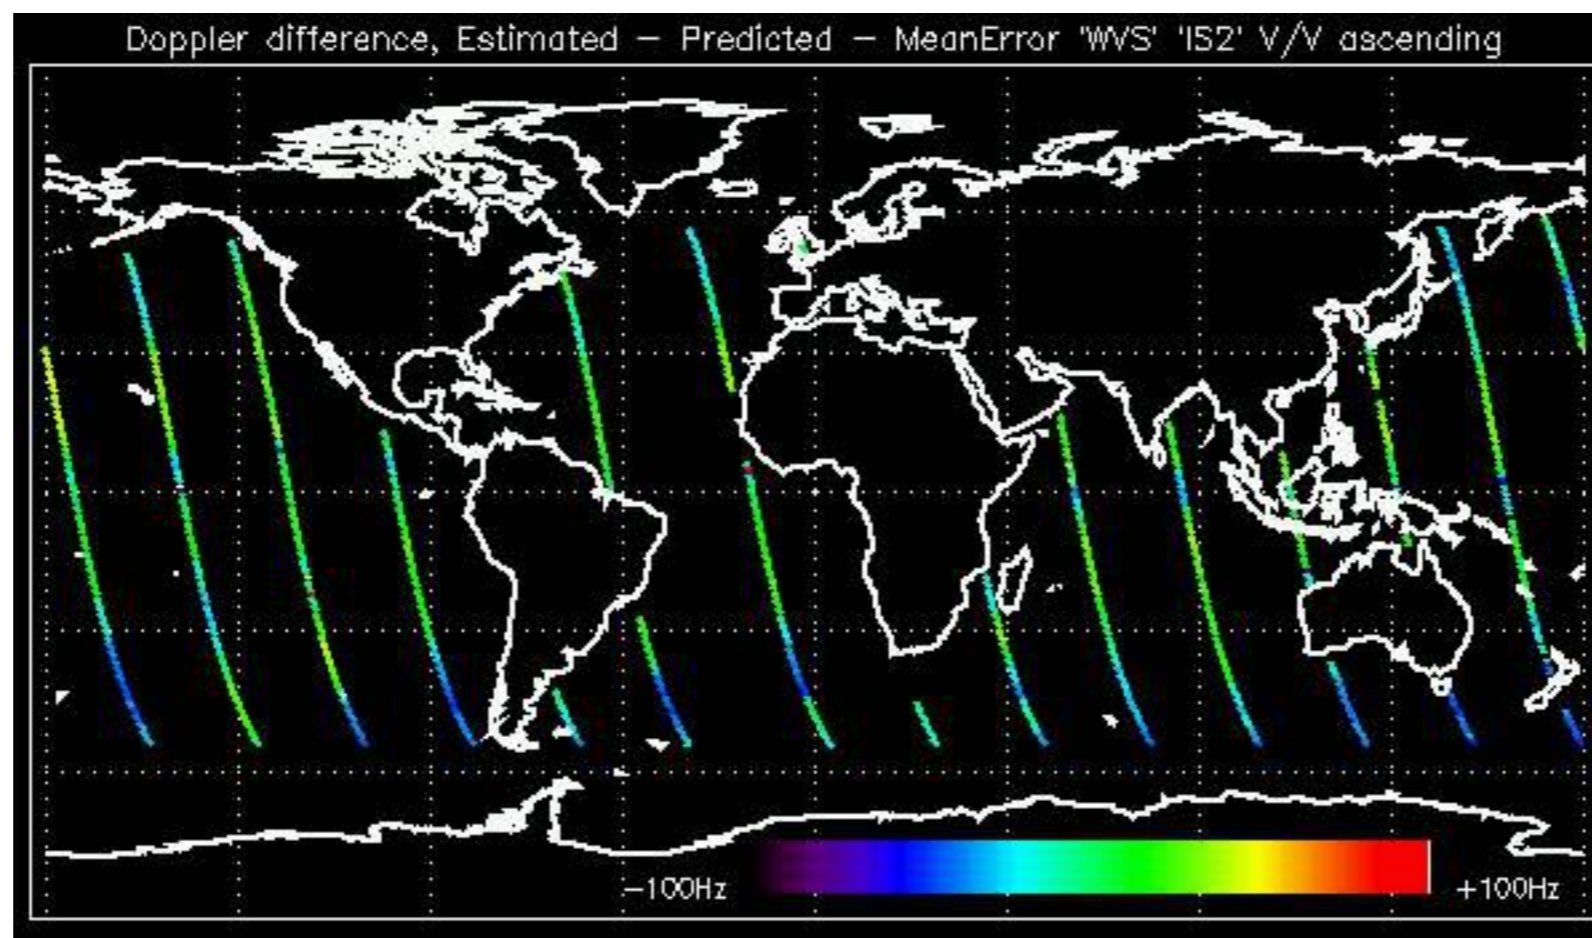 Doppler difference, Estimated – Predicted – MeanError 'WVS' 'IS2' V/V ascending
–100Hz
+100Hz